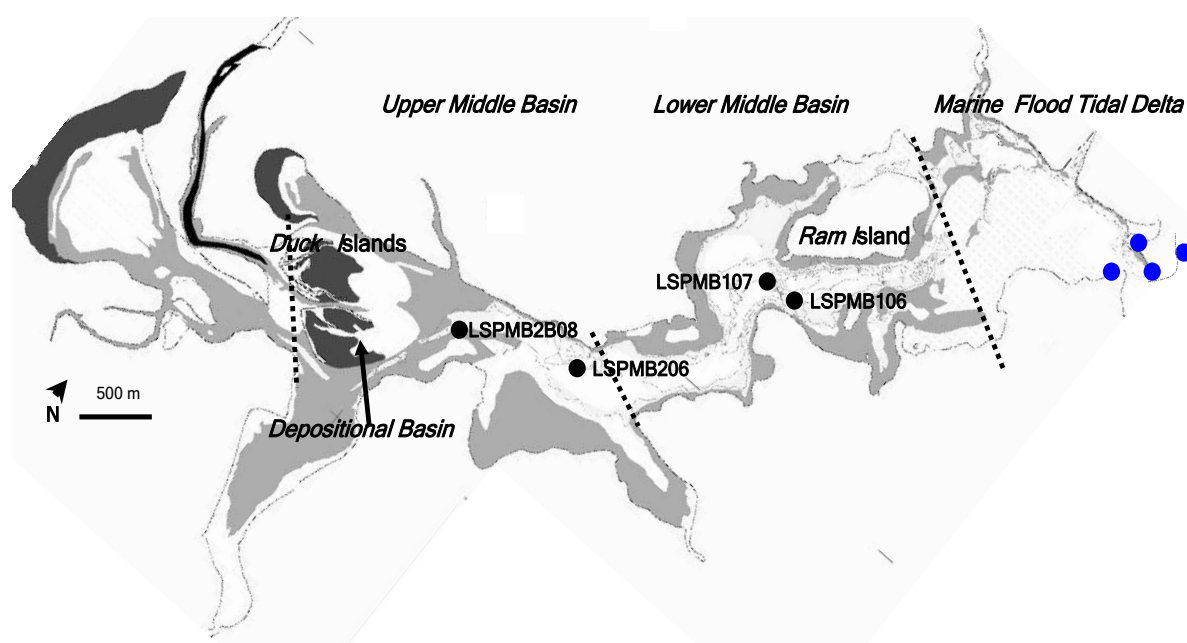 Upper Middle Basin
Lower Middle Basin
Marine Flood Tidal Delta
Duck Islands
Ram Island
LSPMB107
LSPMB106
LSPMB2B08
LSPMB206
500 m
N
Depositional Basin